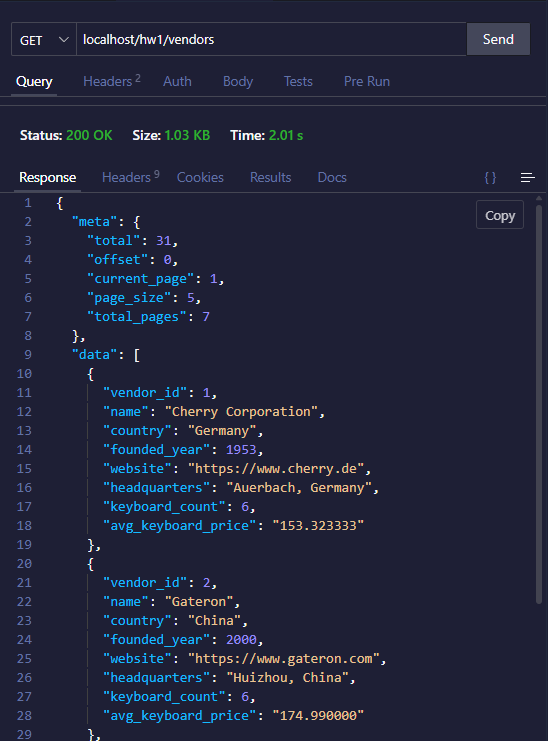 GET localhost/hw1/vendors Send
Query Headers 2 Auth Body Tests Pre Run
Status: 200 OK Size: 1.03 KB Time: 2.01 s
Response Headers 9 Cookies Results Docs { }
Copy
1 {
2 "meta": {
3 "total": 31,
4 "offset": 0,
5 "current_page": 1,
6 "page_size": 5,
7 "total_pages": 7
8 },
9 "data": [
10 {
11 "vendor_id": 1,
12 "name": "Cherry Corporation",
13 "country": "Germany",
14 "founded_year": 1953,
15 "website": "https://www.cherry.de",
16 "headquarters": "Auerbach, Germany",
17 "keyboard_count": 6,
18 "avg_keyboard_price": "153.323333"
19 },
20 {
21 "vendor_id": 2,
22 "name": "Gateron",
23 "country": "China",
24 "founded_year": 2000,
25 "website": "https://www.gateron.com",
26 "headquarters": "Huizhou, China",
27 "keyboard_count": 6,
28 "avg_keyboard_price": "174.990000"
29 },